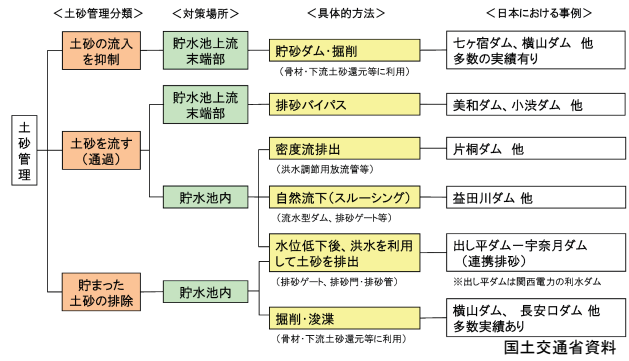 ＜土砂管理分類＞ ＜対策場所＞ ＜具体的方法＞ ＜日本における事例＞
土砂管理
土砂の流入
を抑制
貯水池上流
末端部
貯砂ダム・掘削
（骨材・下流土砂還元等に利用）
七ヶ宿ダム、横山ダム 他
多数の実績有り
土砂を流す
（通過）
貯水池上流
末端部
排砂バイパス
美和ダム、小渋ダム 他
貯水池内
密度流排出
（洪水調節用放流管等）
片桐ダム 他
自然流下（スルーシング）
（流水型ダム、排砂ゲート等）
益田川ダム 他
水位低下後、洪水を利用
して土砂を排出
（排砂ゲート、排砂門・排砂管）
出し平ダムー宇奈月ダム
（連携排砂）
※出し平ダムは関西電力の利水ダム
貯まった
土砂の排除
貯水池内
掘削・浚渫
（骨材・下流土砂還元等に利用）
横山ダム、 長安口ダム 他
多数実績あり
国土交通省資料